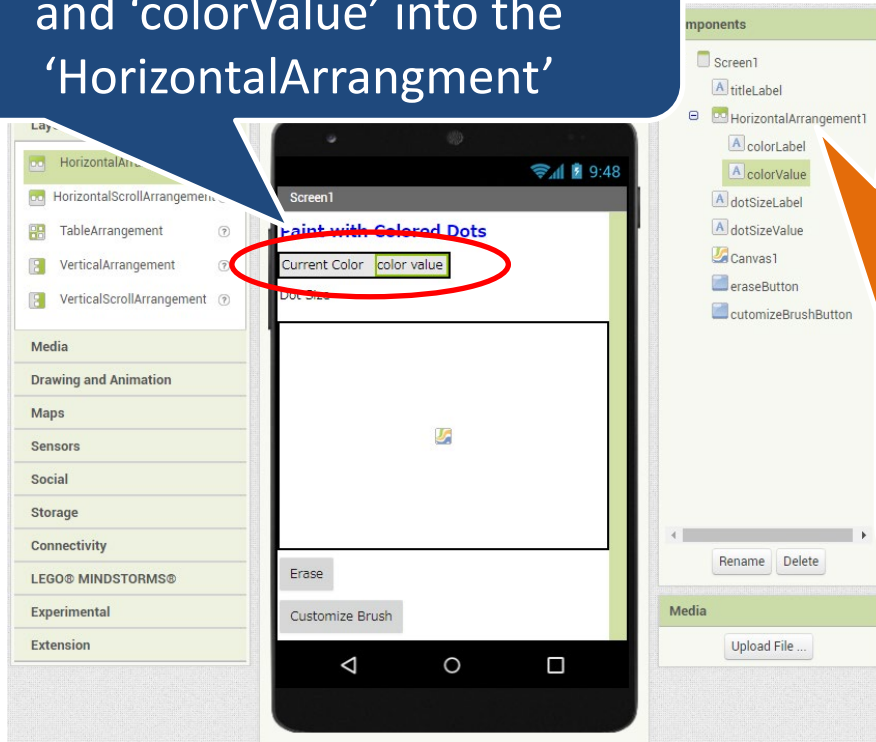 and ‘colorValue’ into the
‘HorizontalArrangment’
HorizontalScrollArrangement
TableArrangement
VerticalArrangement
VerticalScrollArrangement
Media
Drawing and Animation
Maps
Sensors
Social
Storage
Connectivity
LEGO® MINDSTORMS®
Experimental
Extension
9:48
Screen1
Paint with Colored Dots
Current Color color value
Dot Size
Erase
Customize Brush
mponents
Screen1
titleLabel
HorizontalArrangement1
colorLabel
colorValue
dotSizeLabel
dotSizeValue
Canvas1
eraseButton
cutomizeBrushButton
Rename Delete
Media
Upload File ...